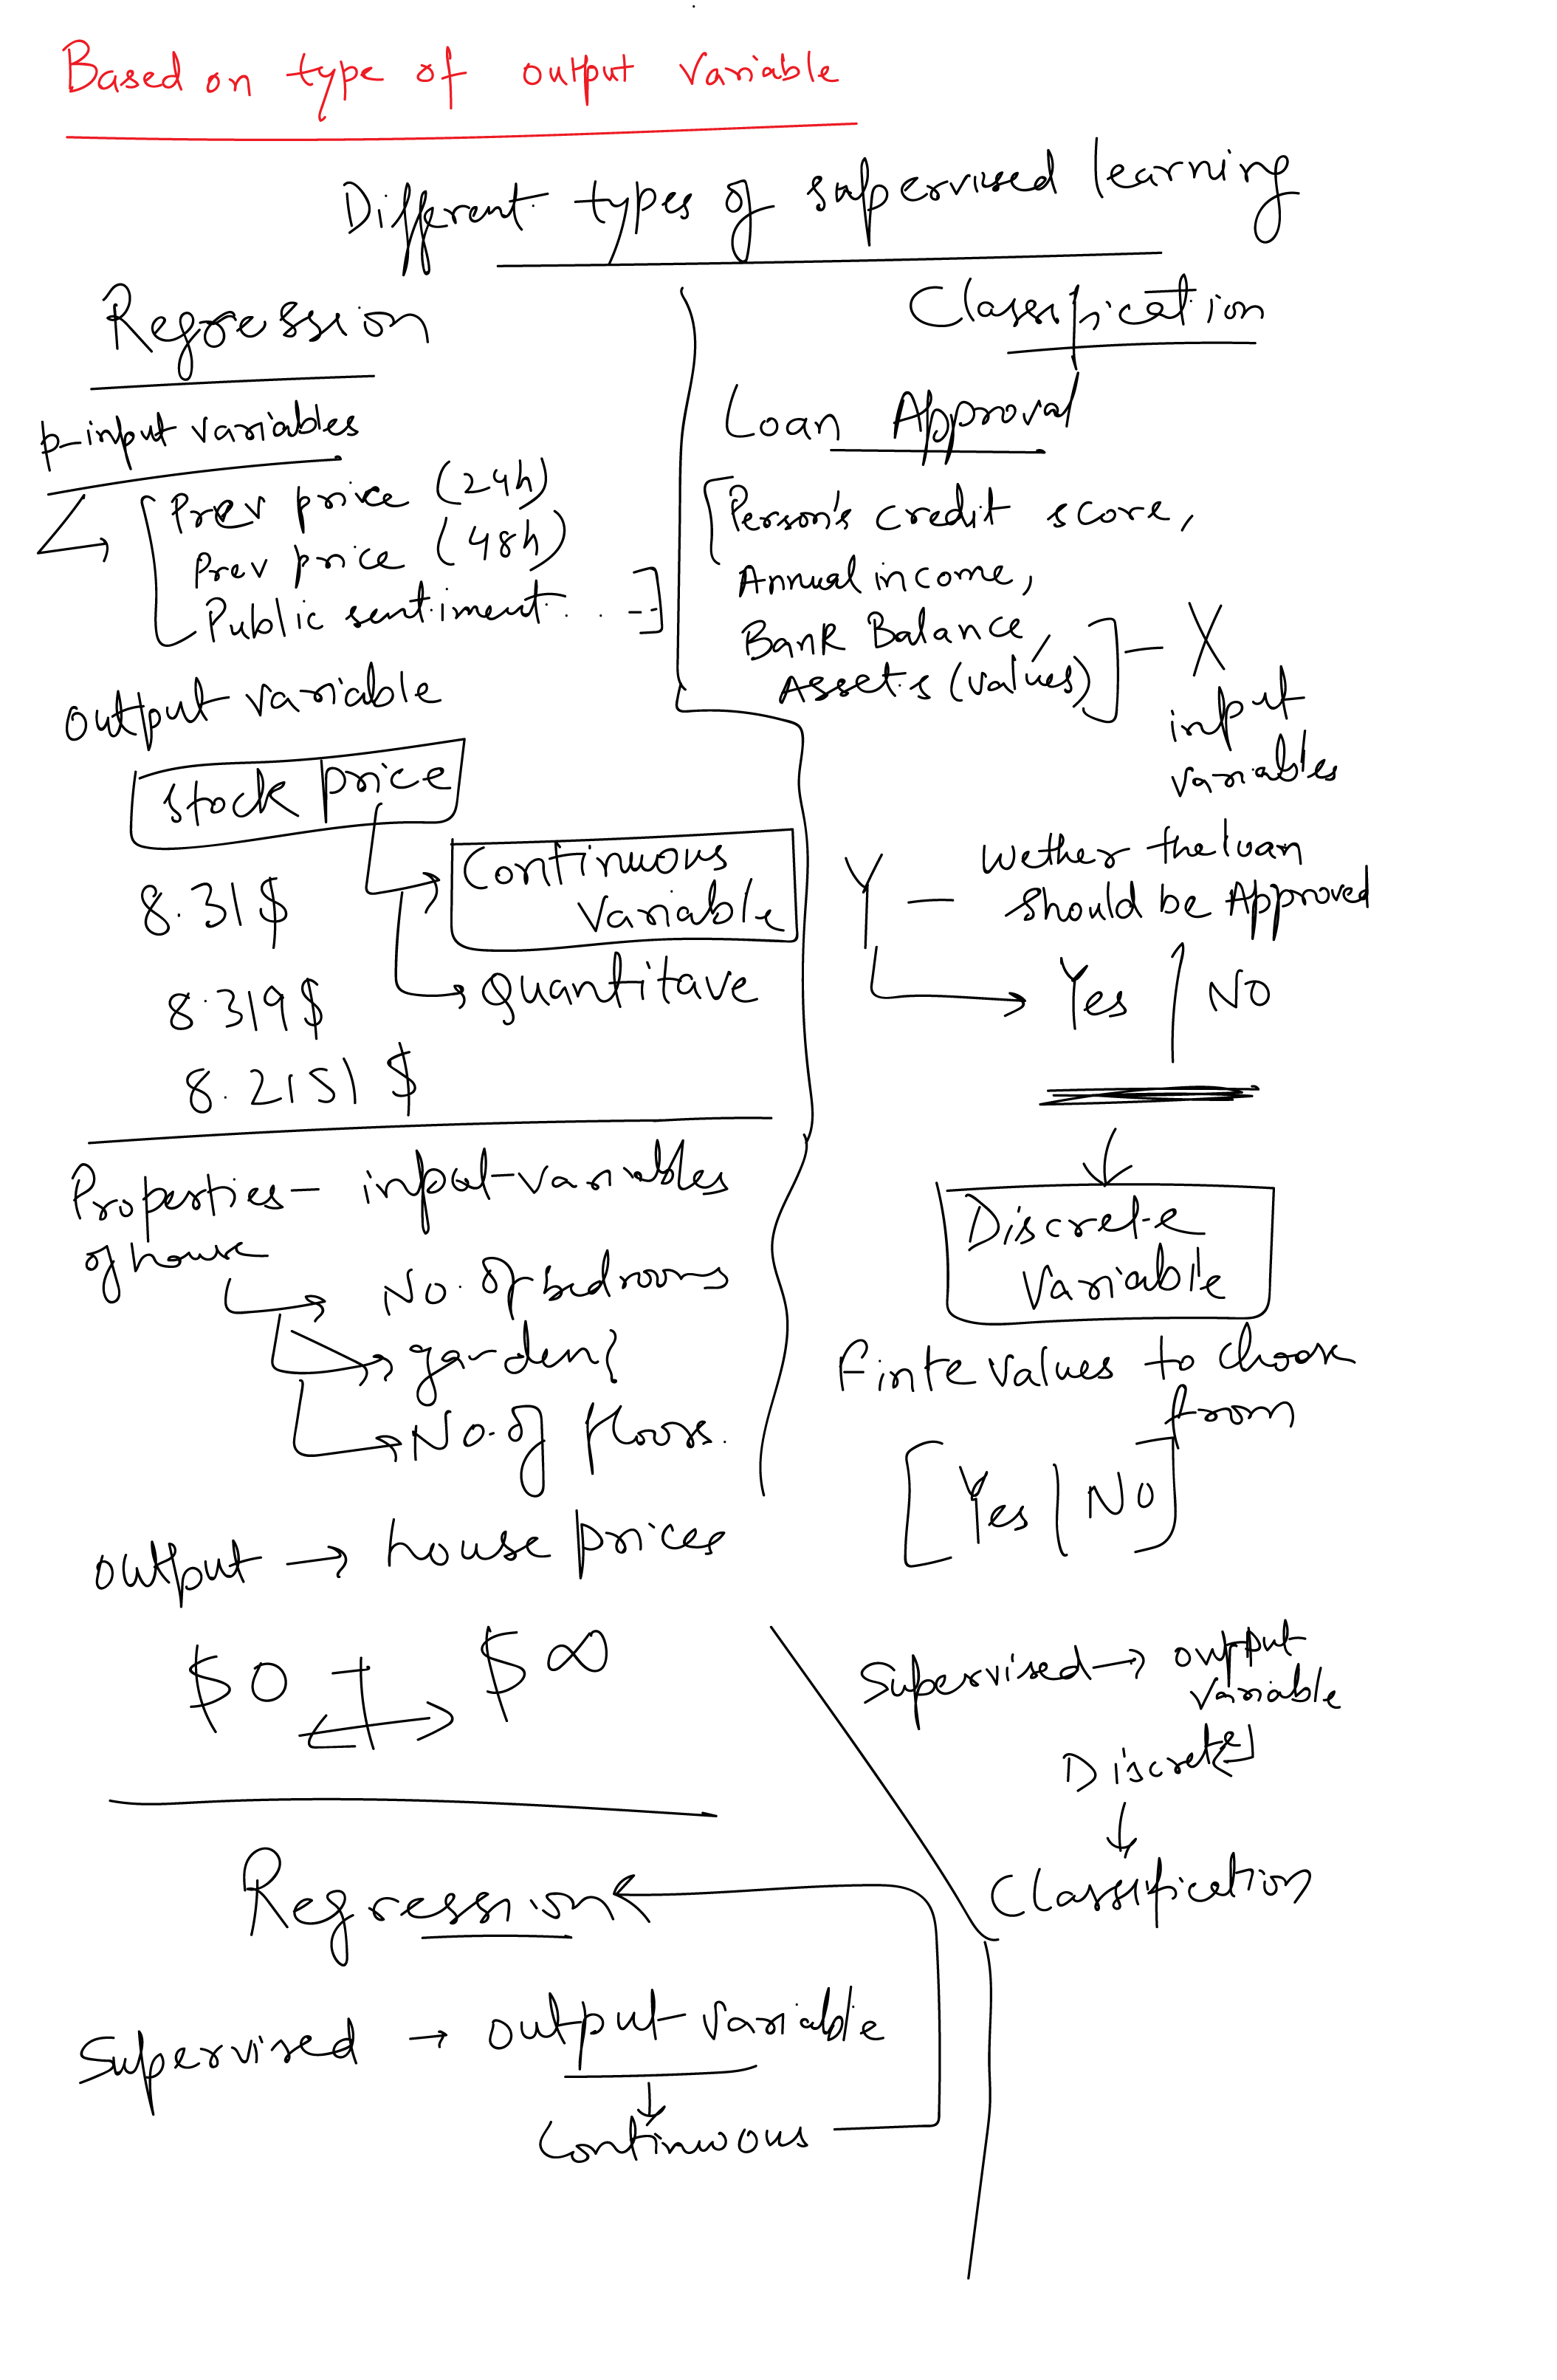 Based on type of output variable
Different types of supervised learning
Regression
p-input variables
Prev price (24h)
Prev price (48h)
Public sentiment . . . -- ]
output variable
stock price
Continuous
Variable
quantitave
8.31 $
8.319 $
8.2151 $
Properties - input-variables
of house
No. of bedrooms
garden?
No. of floors.
output → house prices
$0 $∞
Regression
Supervised → output variable
Continuous
Classification
Loan Approval
[Person's credit score,
Annual income,
Bank Balance,
Assets (values)] - X
input
variables
Y - Wether the loan
should be Approved
Yes / No
Discrete
Variable
finte values to choose
from
[Yes | No]
Supervised → output
variable
Discrete
Classification